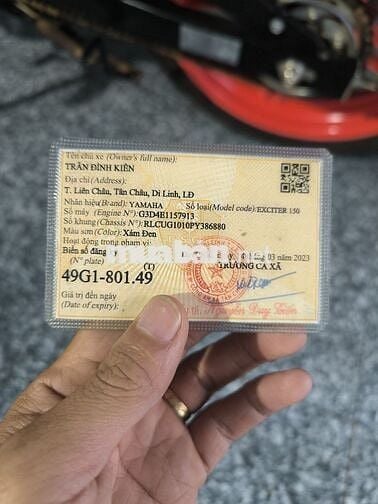 Tên chủ xe (Owner's full name):
TRẦN ĐÌNH KIÊN
Địa chỉ (Address):
T. Liên Châu, Tân Châu, Di Linh, LĐ
Nhãn hiệu(Brand): YAMAHA Số loại(Model code):EXCITER 150
Số máy (Engine N°): G3D4E1157913
Số khung(Chassis N°): RLCUG1010PY386880
Màu sơn(Color): Xám Đen
Hoạt động trong phạm vi:
Biển số đăng
(N° plate)
03 năm 2023
TRƯỞNG CA XÃ
(1)
49G1-801.49
Giá trị đến ngày
(Date of expiry):
muaban